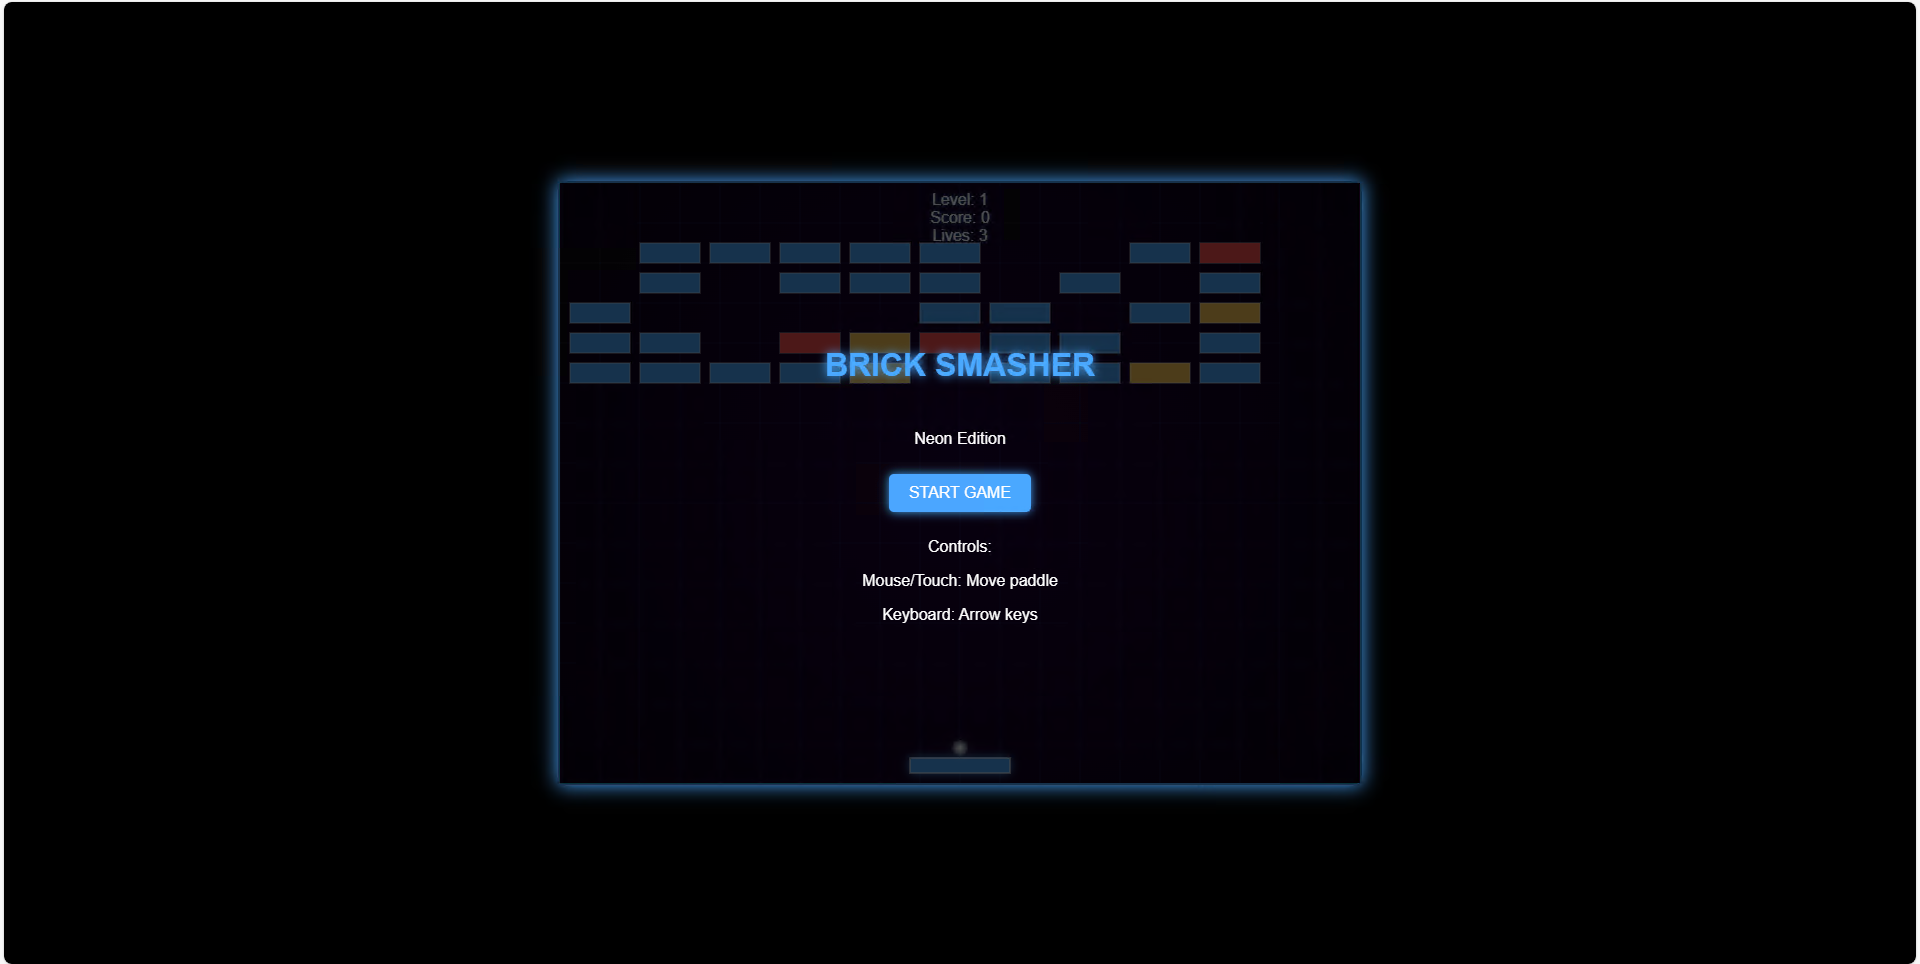 Level: 1
Score: 0
Lives: 3
BRICK SMASHER
Neon Edition
START GAME
Controls:
Mouse/Touch: Move paddle
Keyboard: Arrow keys